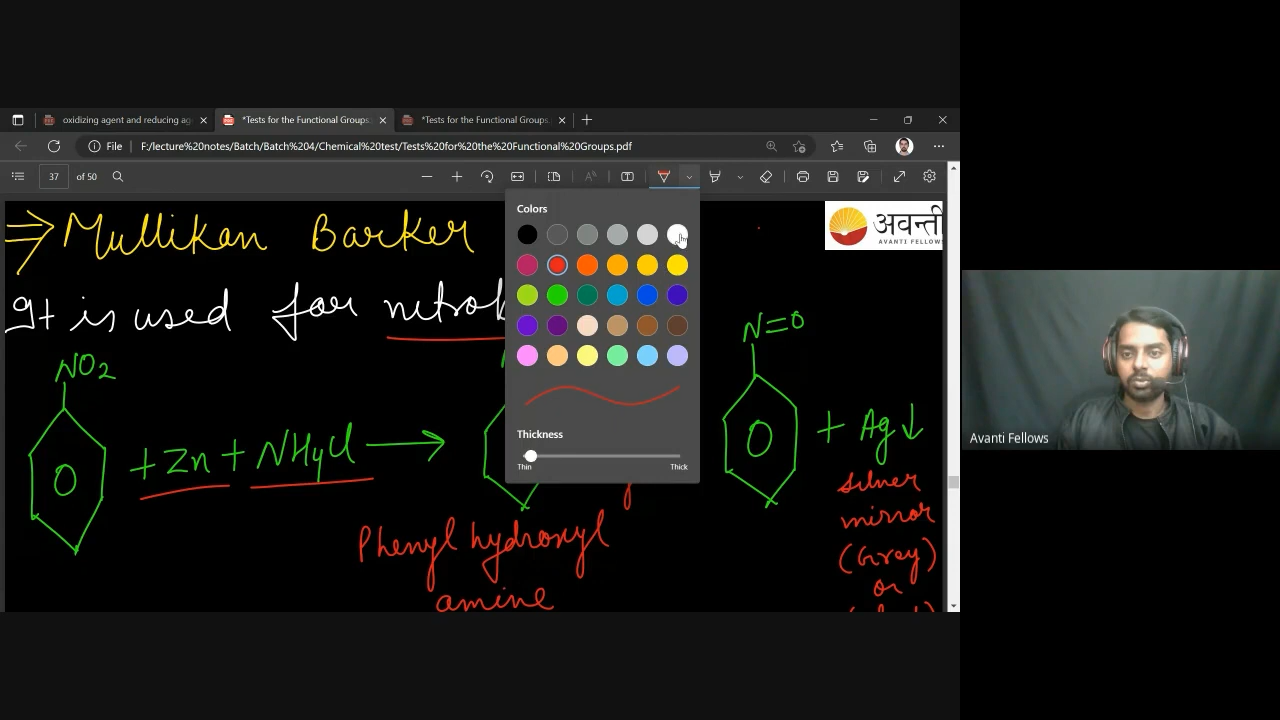 oxidizing agent and reducing ag
*Tests for the Functional Groups.
*Tests for the Functional Groups.
File
F:/lecture%20notes/Batch/Batch%204/Chemical%20test/Tests%20for%20the%20Functional%20Groups.pdf
37 of 50
Colors
Thickness
Thin Thick
⇒ Mullikan Barker
अवन्ती
AVANTI FELLOWS
It is used for
NO2
+ Zn + NH4Cl ⟶
N=O
+ Ag↓
Phenyl hydroxyl
amine
silver
mirror
(Grey)
or
Avanti Fellows